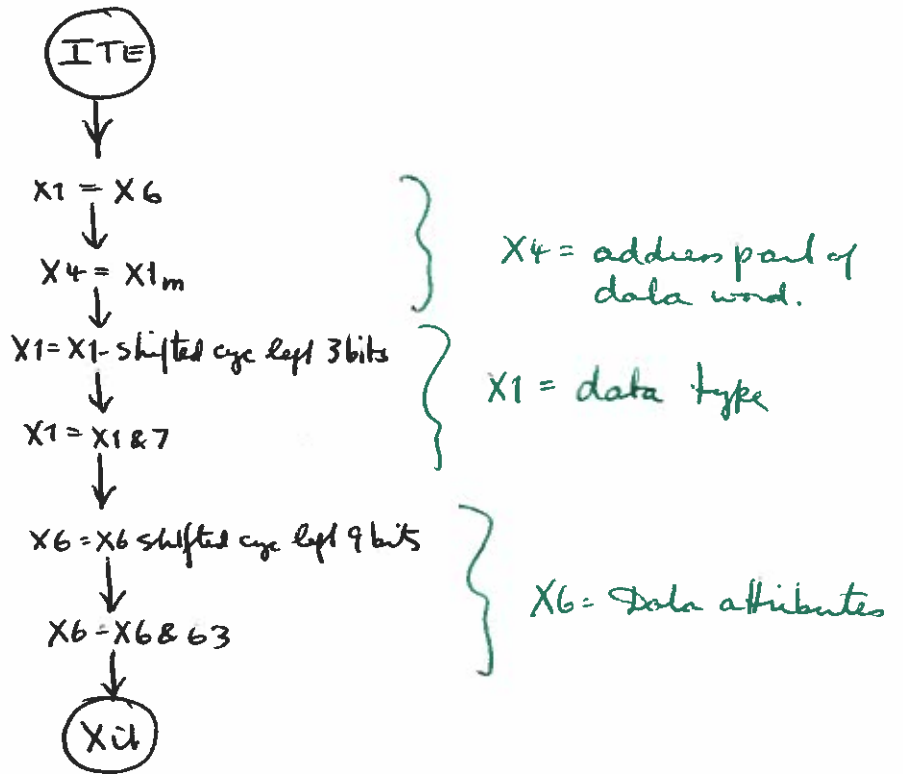 ITE
X1 = X6
X4 = X1m
X4 = address part of
data word.
X1 = X1- shifted cyc left 3 bits
X1 = data type
X1 = X1 & 7
X6 = X6 shifted cyc left 9 bits
X6 = Data attributes
X6 = X6 & 63
Xit